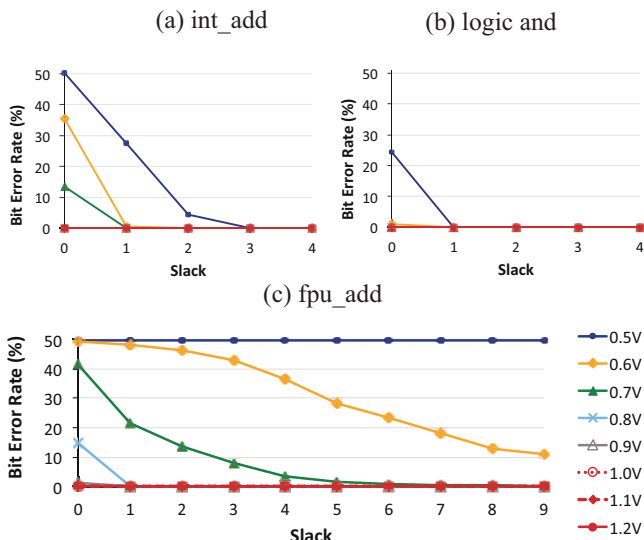 (a) int_add
(b) logic and
Bit Error Rate (%)
50
40
30
20
10
0
0 1 2 3 4
Slack
Bit Error Rate (%)
50
40
30
20
10
0
0 1 2 3 4
Slack
(c) fpu_add
Bit Error Rate (%)
50
40
30
20
10
0
0 1 2 3 4 5 6 7 8 9
Slack
0.5V
0.6V
0.7V
0.8V
0.9V
1.0V
1.1V
1.2V